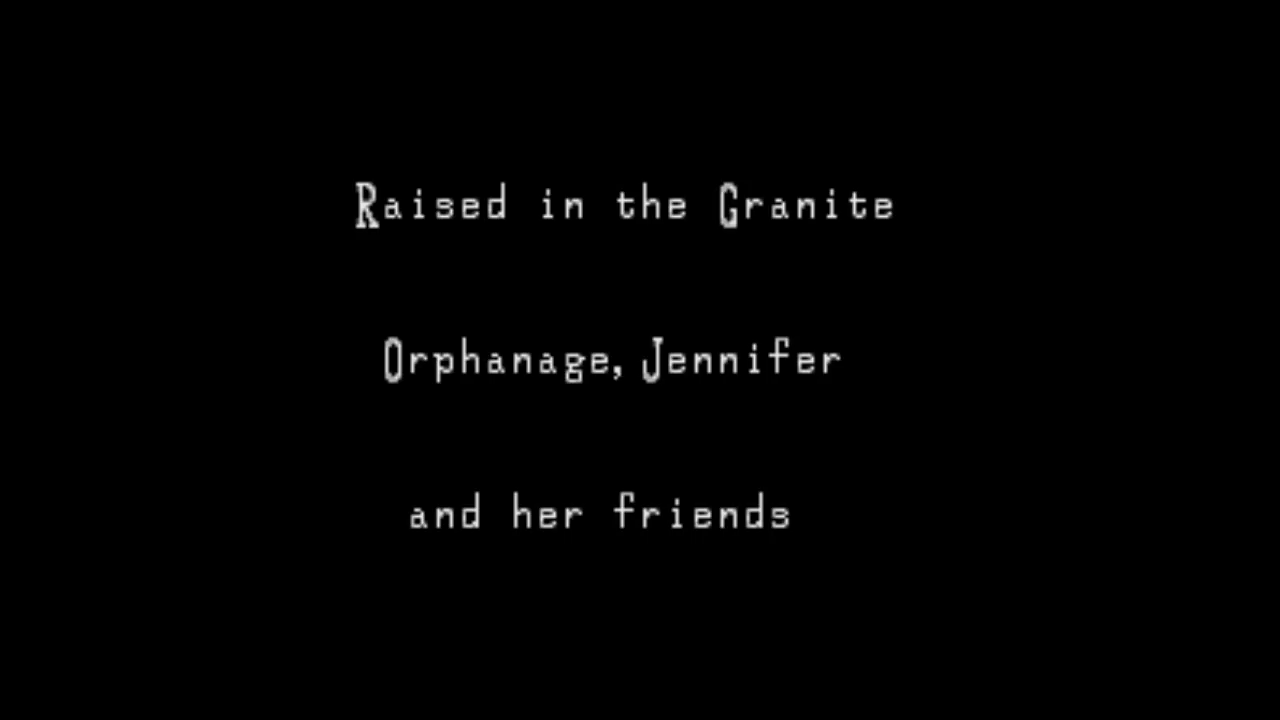 Raised in the Granite
Orphanage, Jennifer
and her friends